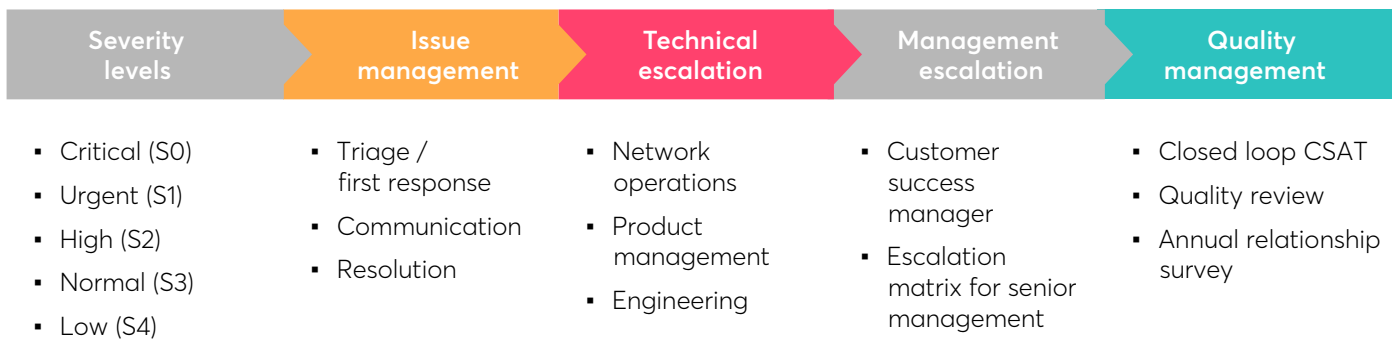 Severity
levels
Issue
management
Technical
escalation
Management
escalation
Quality
management
▪ Critical (S0)
▪ Urgent (S1)
▪ High (S2)
▪ Normal (S3)
▪ Low (S4)
▪ Triage /
first response
▪ Communication
▪ Resolution
▪ Network
operations
▪ Product
management
▪ Engineering
▪ Customer
success
manager
▪ Escalation
matrix for senior
management
▪ Closed loop CSAT
▪ Quality review
▪ Annual relationship
survey